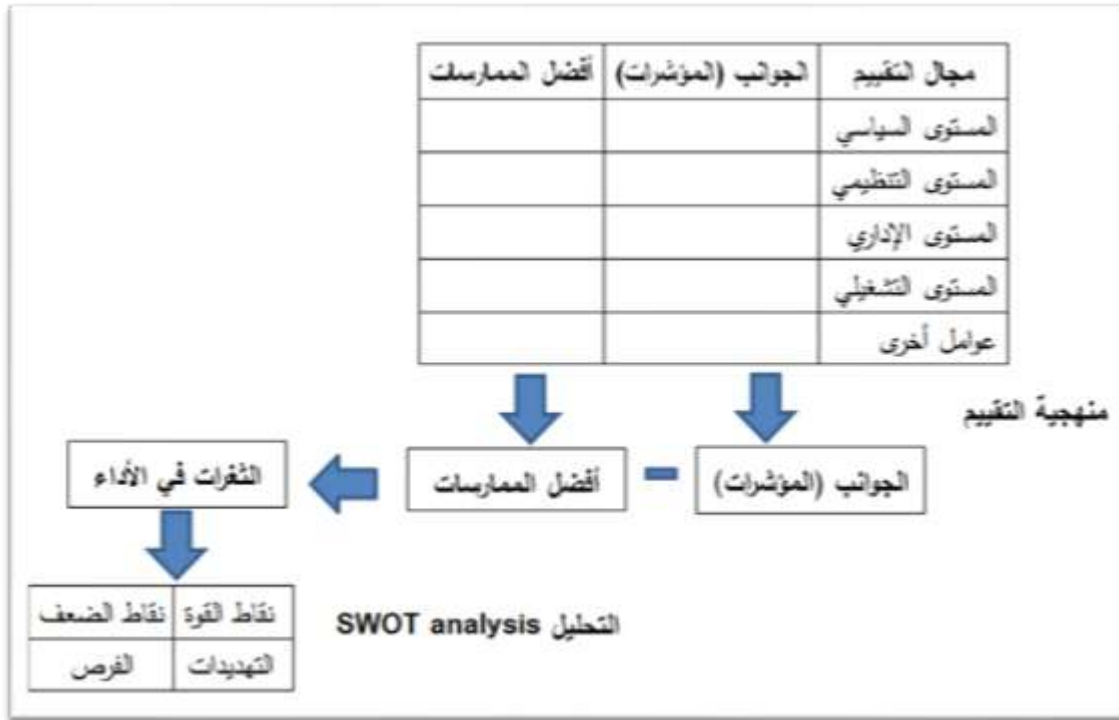 مجال التقييم الجوانب (المؤشرات) أفضل الممارسات
المستوى السياسي
المستوى التنظيمي
المستوى الإداري
المستوى التشغيلي
عوامل أخرى
منهجية التقييم
الجوانب (المؤشرات) - أفضل الممارسات الثغرات في الأداء
التحليل SWOT analysis
نقاط القوة نقاط الضعف
التهديدات الفرص